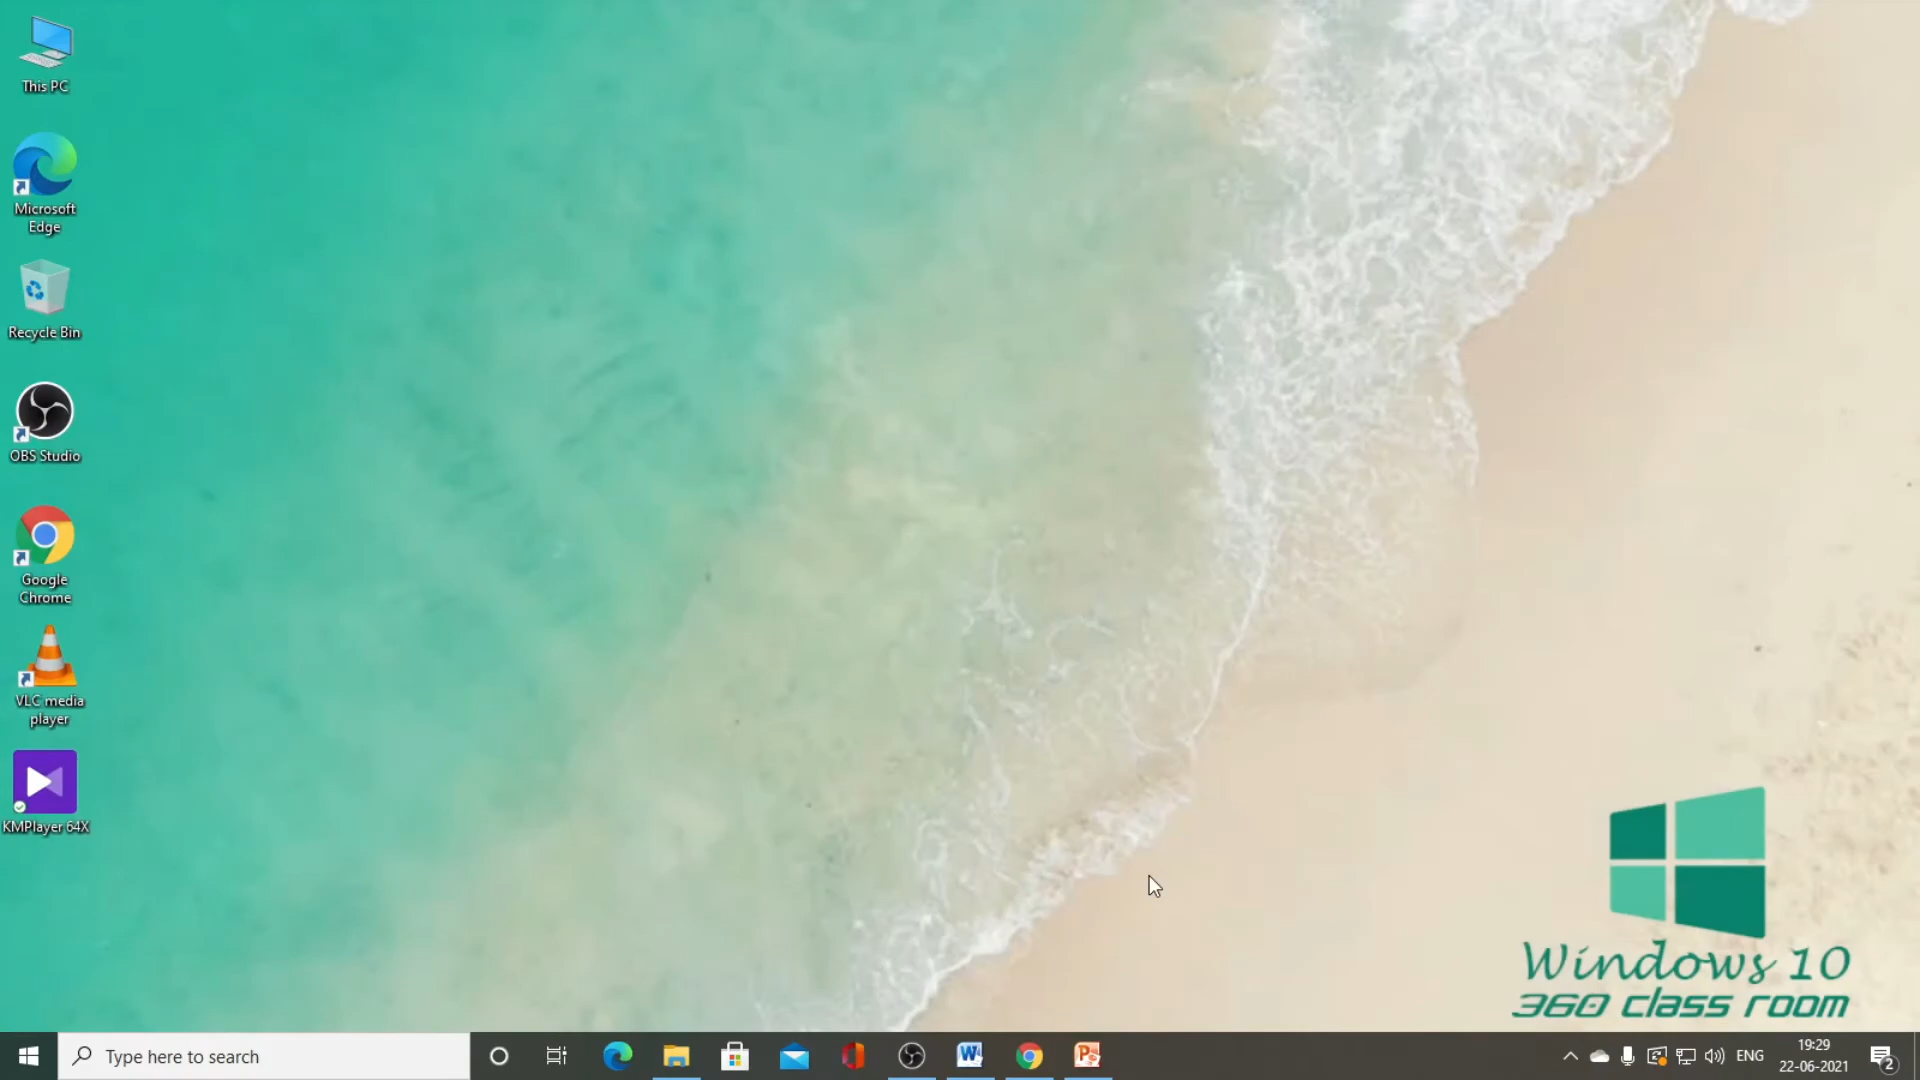 This PC
Microsoft
Edge
Recycle Bin
OBS Studio
Google
Chrome
VLC media
player
KMPlayer 64X
Windows 10
360 class room
Type here to search
ENG
19:29
22-06-2021
2